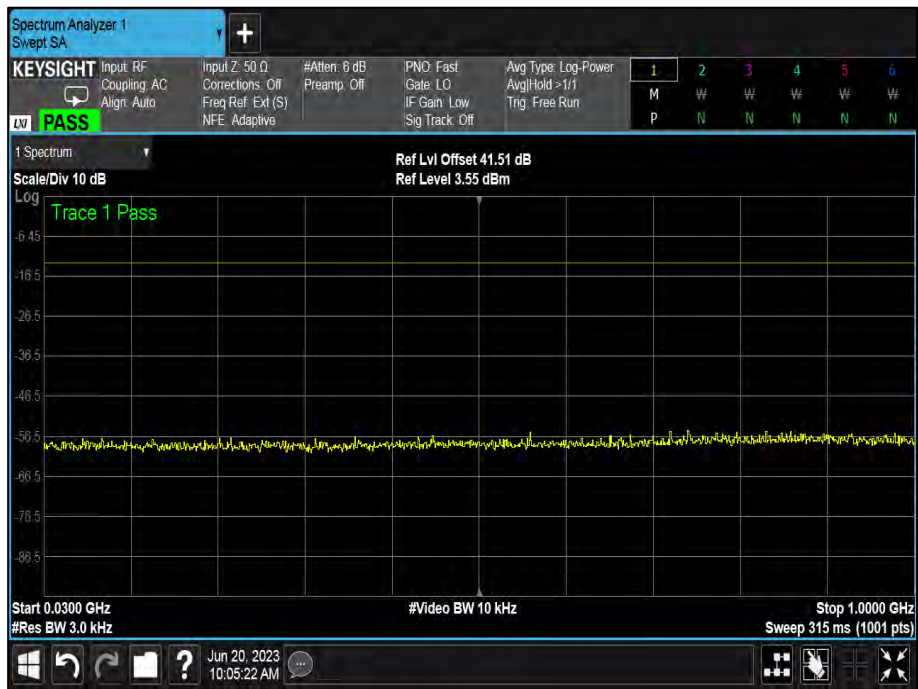 Spectrum Analyzer 1
Swept SA
+
KEYSIGHT
Input: RF
Coupling: AC
Align: Auto
Input Z: 50 Ω
Corrections: Off
Freq Ref: Ext (S)
NFE: Adaptive
#Atten: 6 dB
Preamp: Off
PNO: Fast
Gate: LO
IF Gain: Low
Sig Track: Off
Avg Type: Log-Power
Avg|Hold >1/1
Trig: Free Run
1 2 3 4 5 6
M W W W W W
P N N N N N
LXI PASS
1 Spectrum
Scale/Div 10 dB
Ref Lvl Offset 41.51 dB
Ref Level 3.55 dBm
Log
Trace 1 Pass
-6.45
-16.5
-26.5
-36.5
-46.5
-56.5
-66.5
-76.5
-86.5
Start 0.0300 GHz
#Video BW 10 kHz
Stop 1.0000 GHz
#Res BW 3.0 kHz
Sweep 315 ms (1001 pts)
?
Jun 20, 2023
10:05:22 AM